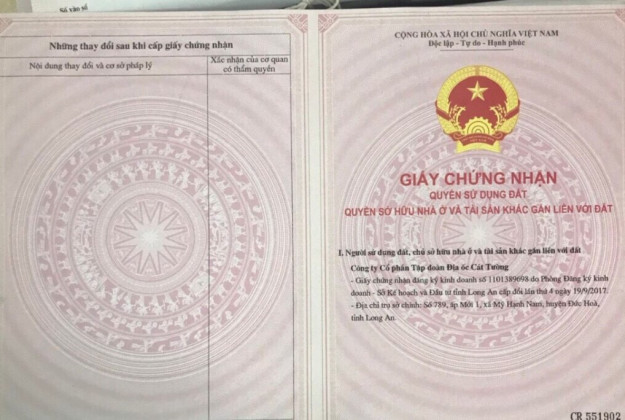 Số vào sổ
Những thay đổi sau khi cấp giấy chứng nhận
Nội dung thay đổi và cơ sở pháp lý
Xác nhận của cơ quan
có thẩm quyền
CỘNG HÒA XÃ HỘI CHỦ NGHĨA VIỆT NAM
Độc lập - Tự do - Hạnh phúc
GIẤY CHỨNG NHẬN
QUYỀN SỬ DỤNG ĐẤT
QUYỀN SỞ HỮU NHÀ Ở VÀ TÀI SẢN KHÁC GẮN LIỀN VỚI ĐẤT
I. Người sử dụng đất, chủ sở hữu nhà ở và tài sản khác gắn liền với đất
Công ty Cổ phần Tập đoàn Địa ốc Cát Tường
- Giấy chứng nhận đăng ký kinh doanh số 1101389698 do Phòng Đăng ký kinh
doanh - Sở Kế hoạch và Đầu tư tỉnh Long An cấp đổi lần thứ 4 ngày 19/9/2017.
- Địa chỉ trụ sở chính: Số 789, ấp Mới 1, xã Mỹ Hạnh Nam, huyện Đức Hoà,
tỉnh Long An.
CR 551902